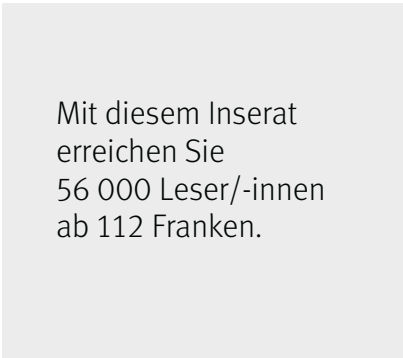 Mit diesem Inserat
erreichen Sie
56 000 Leser/-innen
ab 112 Franken.